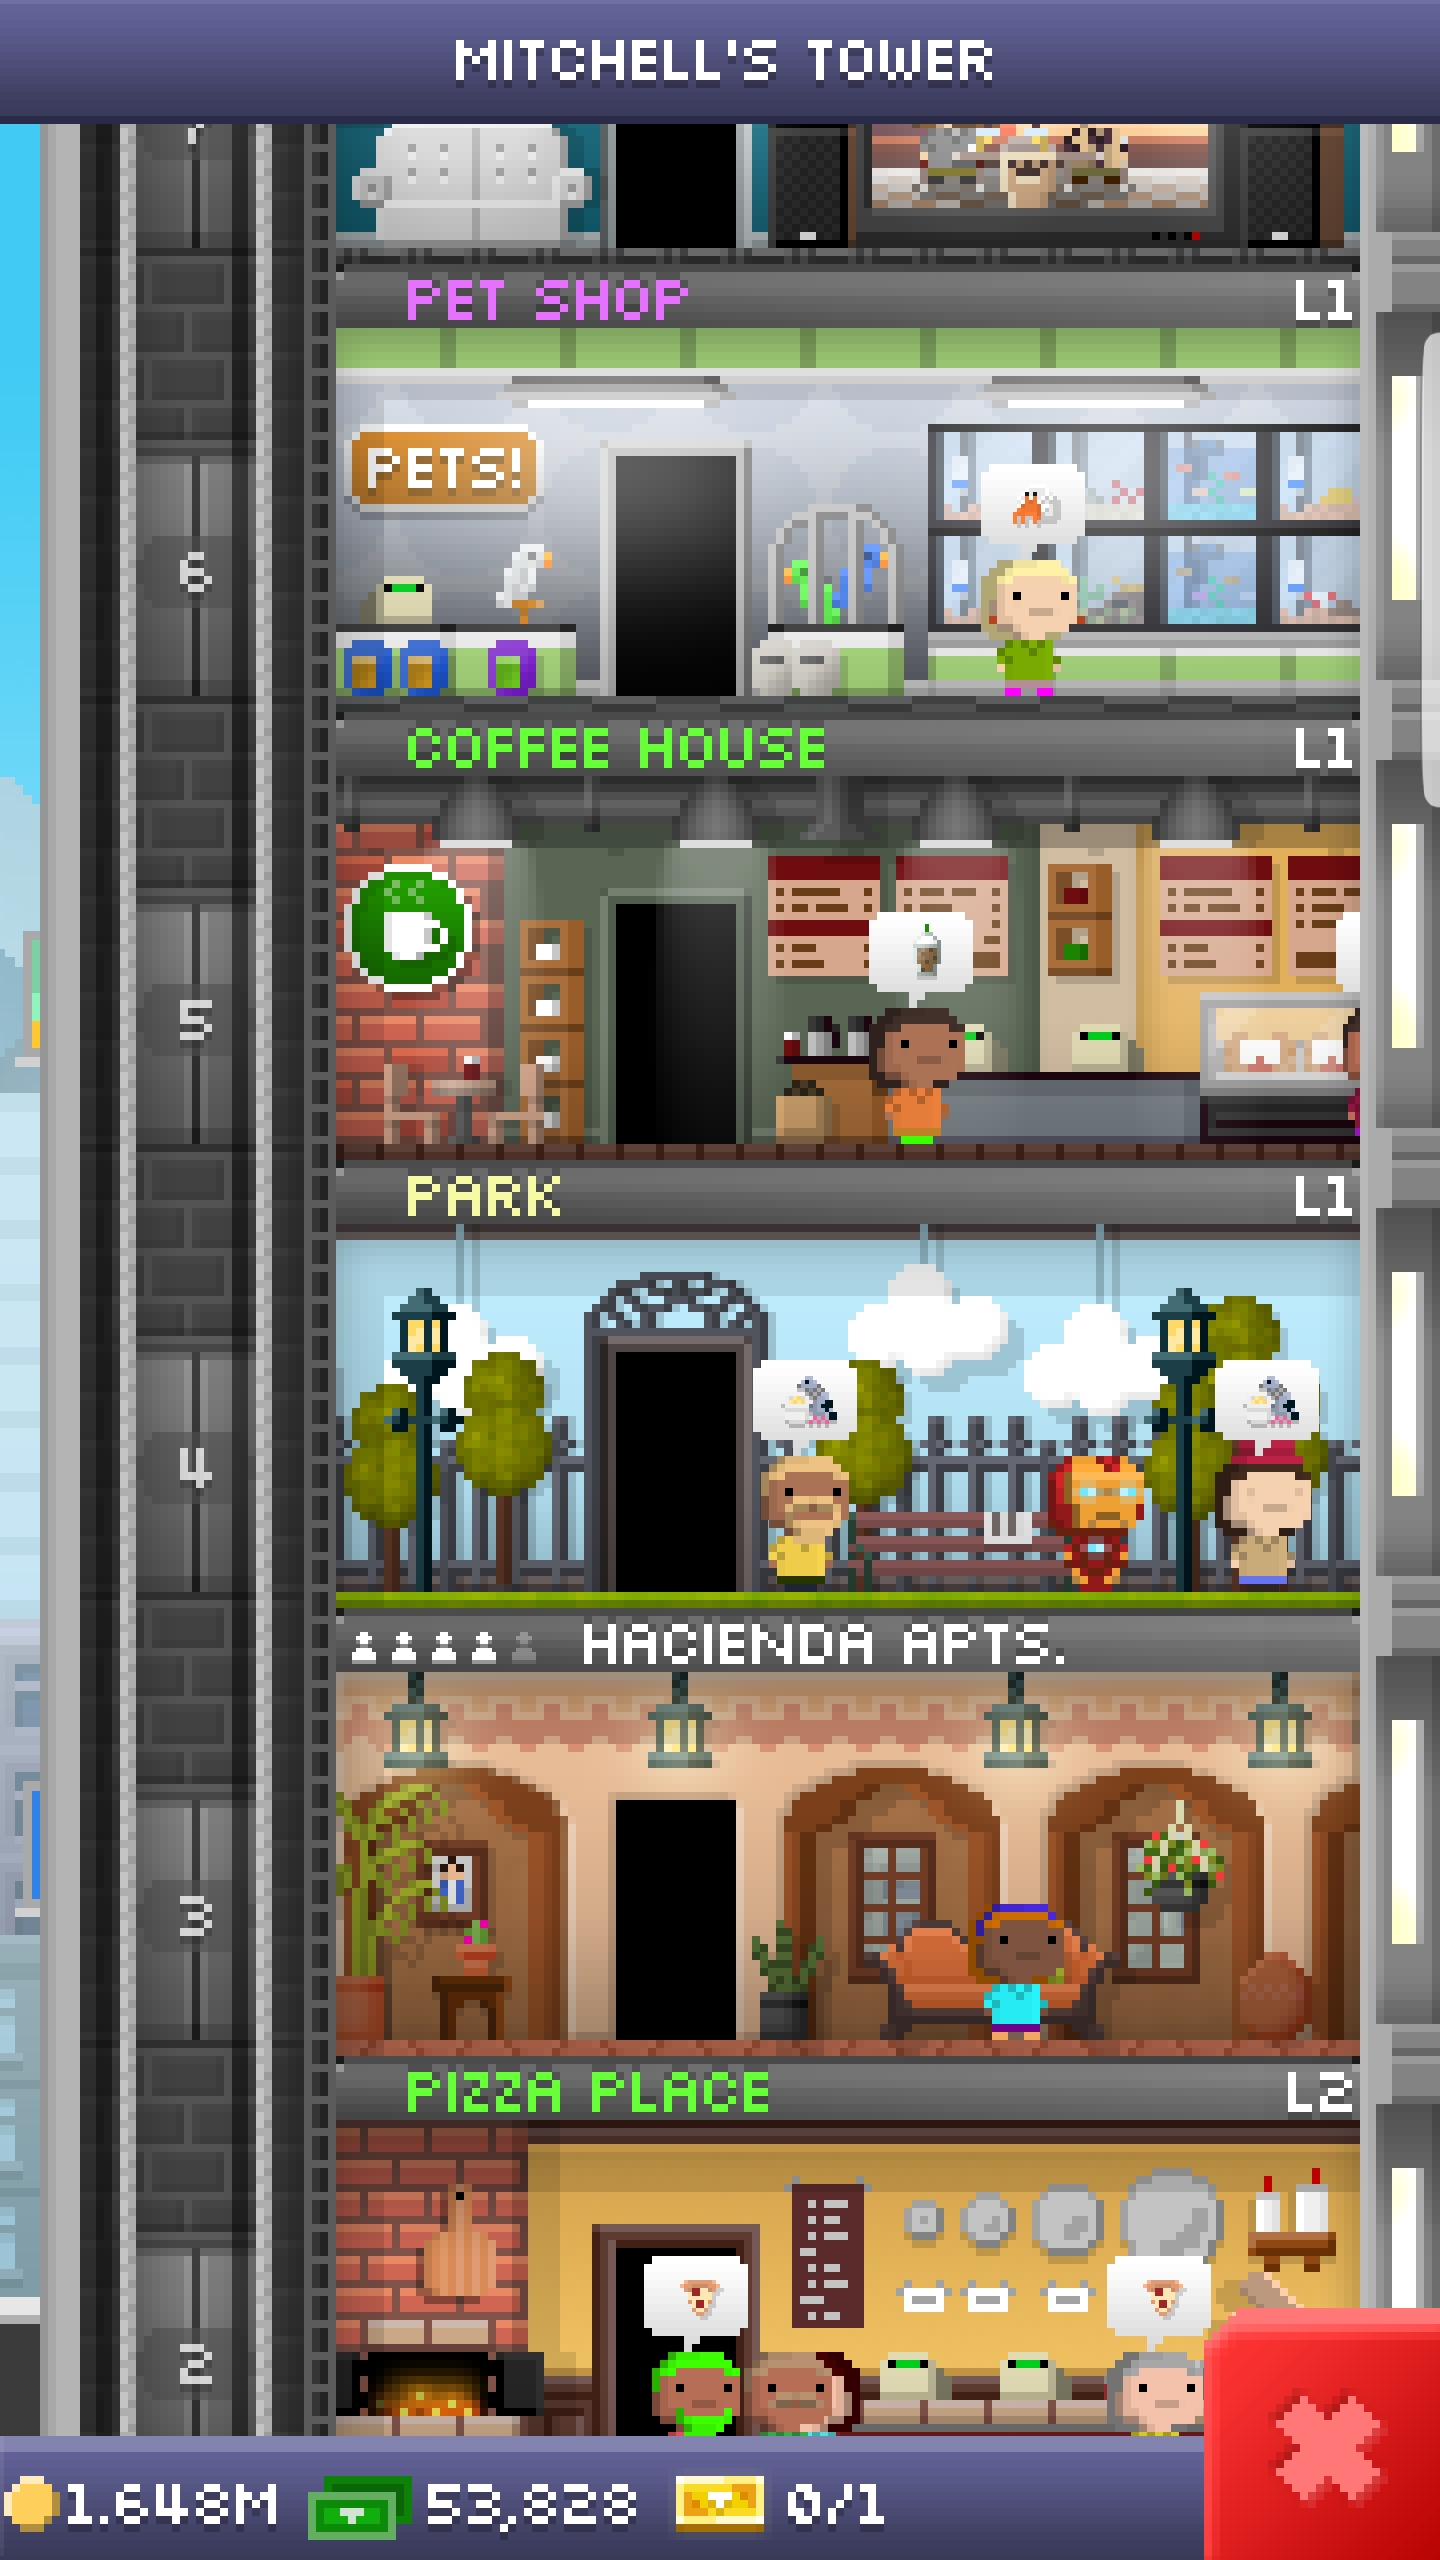 MITCHELL'S TOWER
PET SHOP L1
PETS!
6
COFFEE HOUSE L1
5
PARK L1
4
HACIENDA APTS.
3
PIZZA PLACE L2
2
1.648M 53,828 0/1